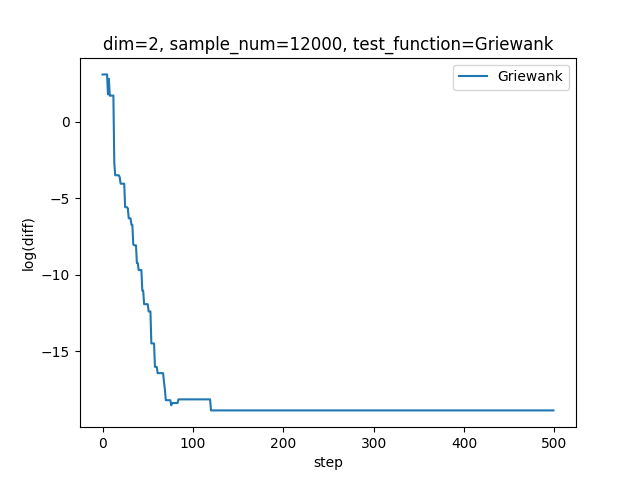 dim=2, sample_num=12000, test_function=Griewank
Griewank
log(diff)
0
−5
−10
−15
0
100
200
300
400
500
step